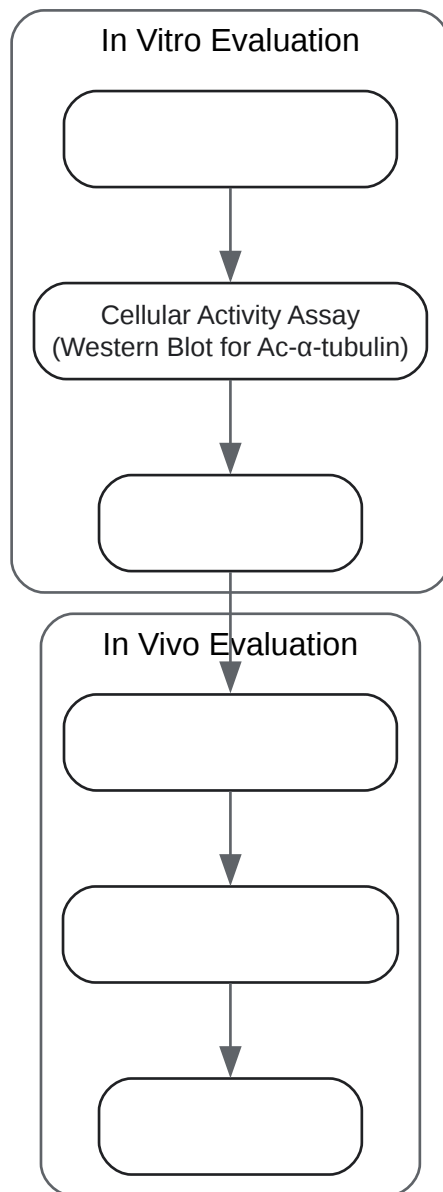 In Vitro Evaluation
Cellular Activity Assay
(Western Blot for Ac-α-tubulin)
In Vivo Evaluation